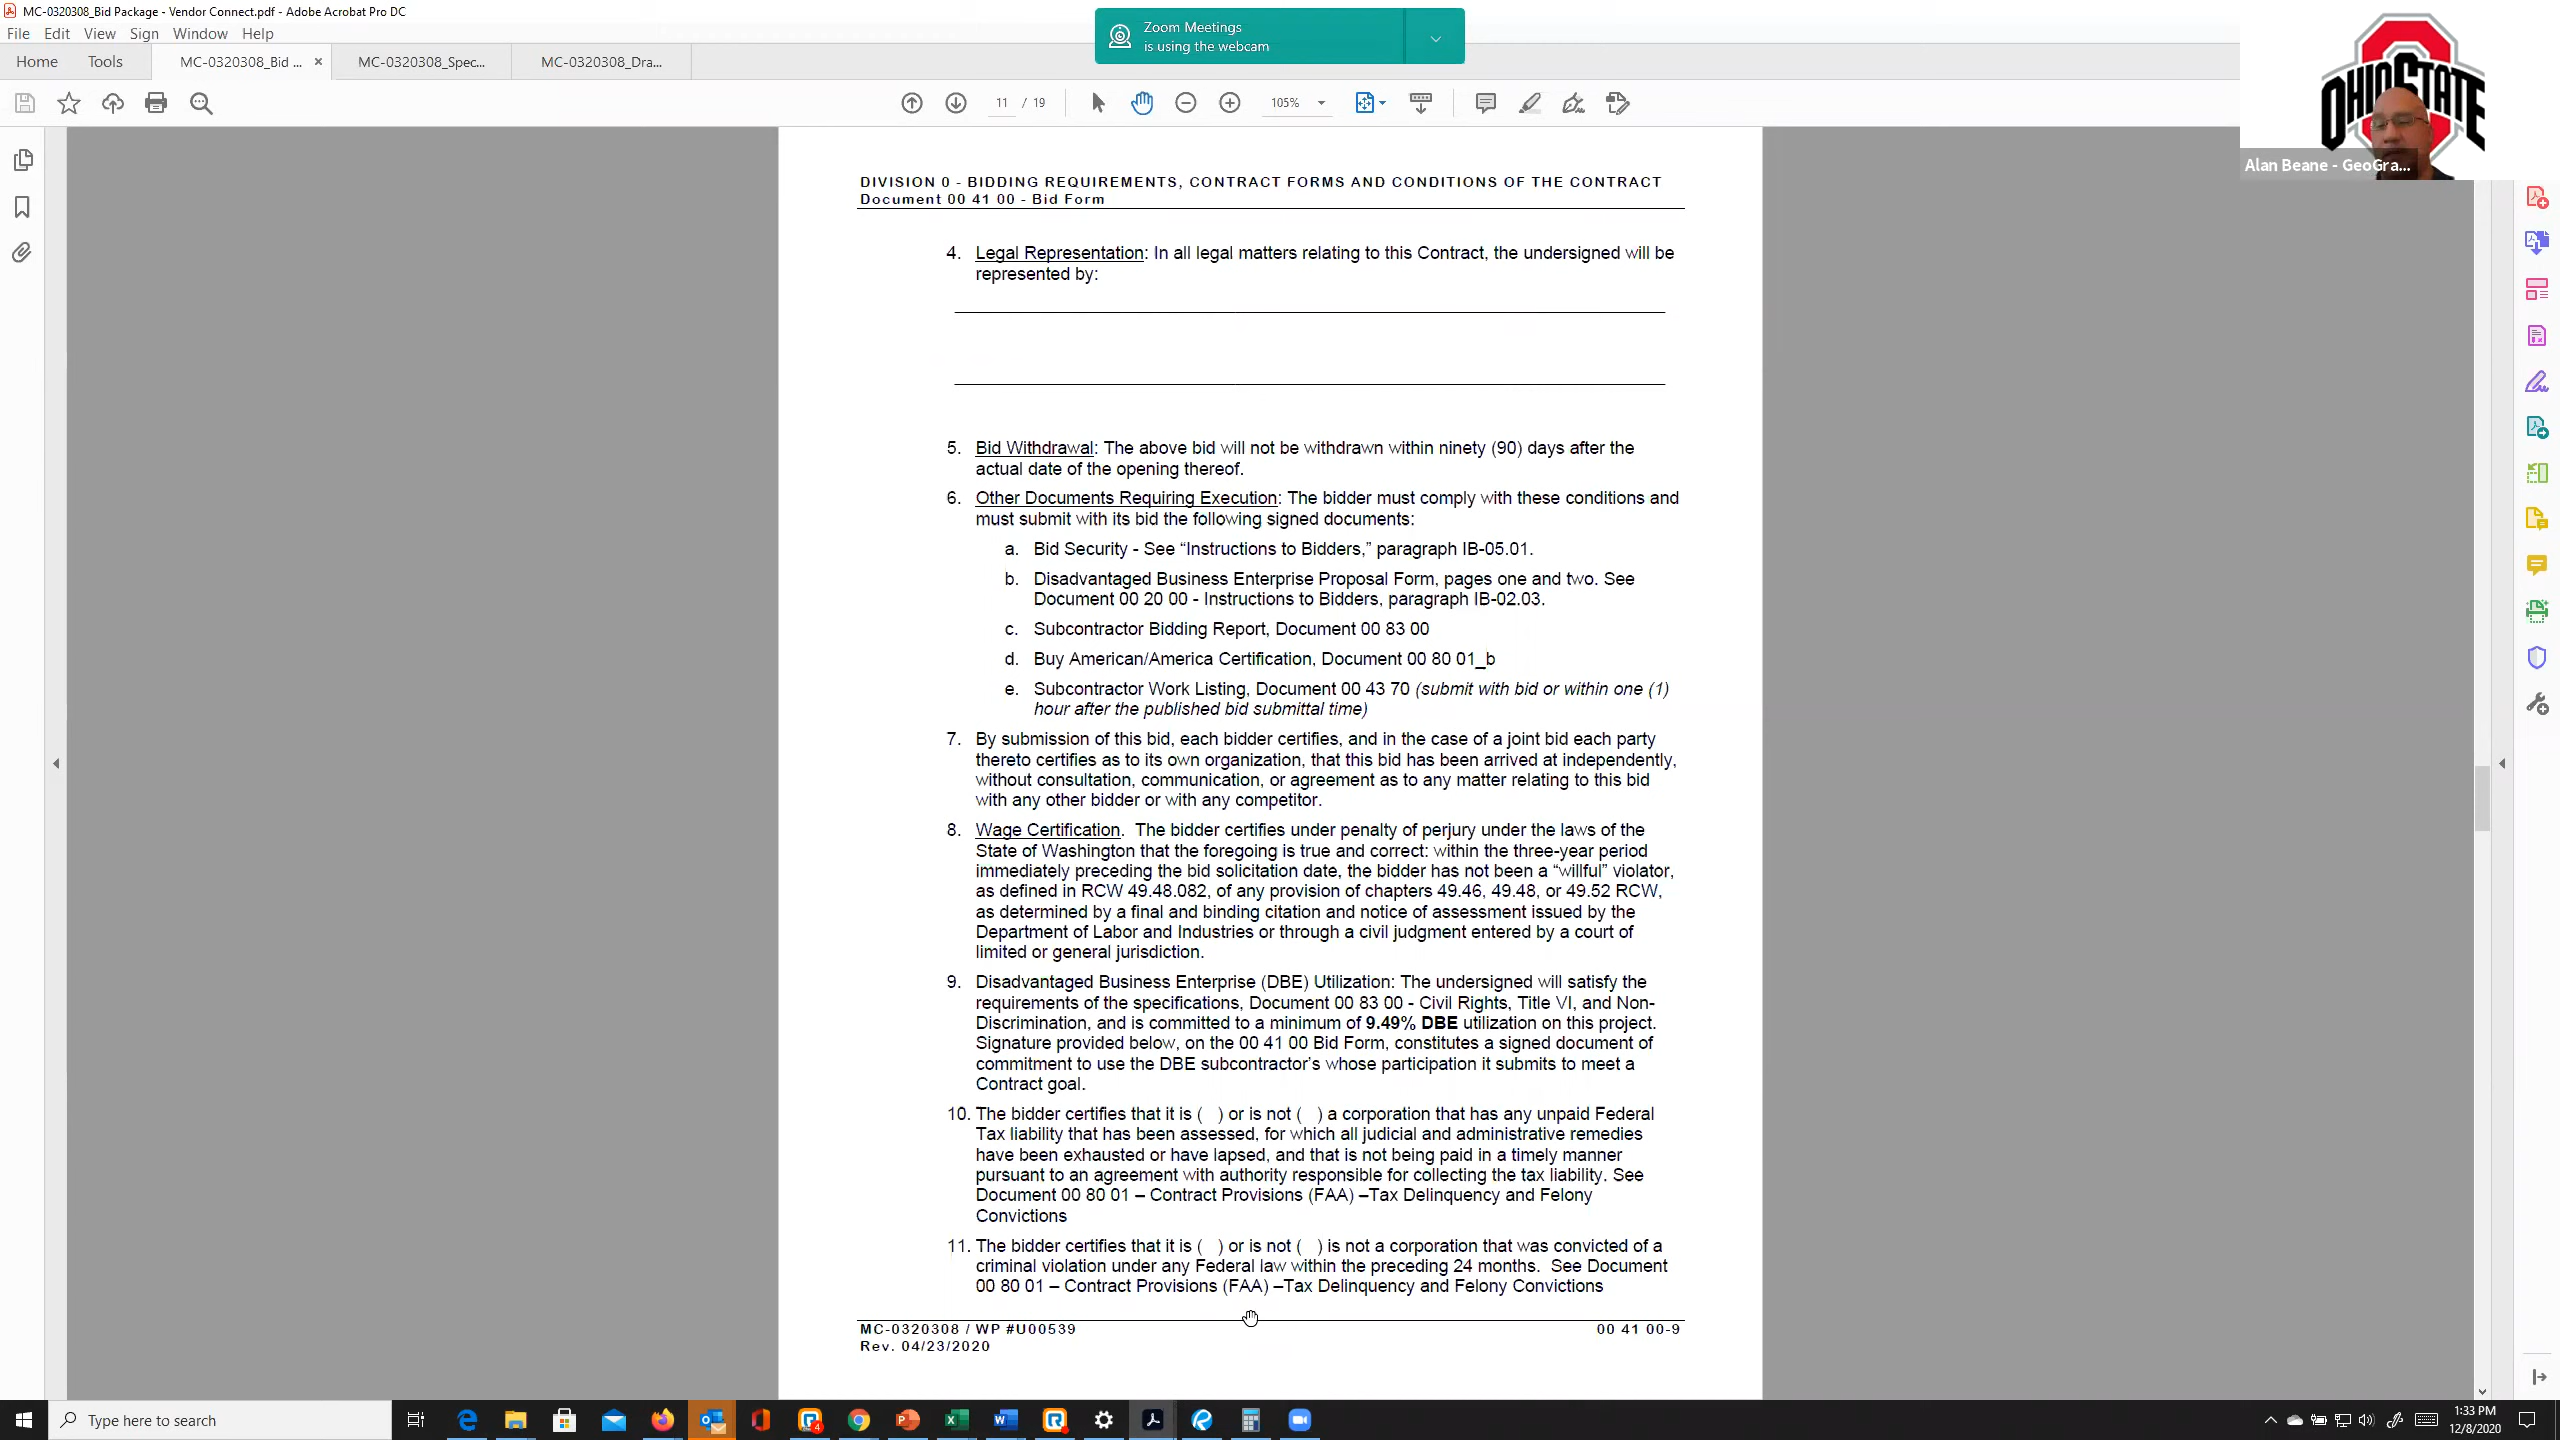 MC-0320308_Bid Package - Vendor Connect.pdf - Adobe Acrobat Pro DC
File Edit View Sign Window Help
Zoom Meetings
is using the webcam
Home Tools MC-0320308_Bid ... × MC-0320308_Spec... MC-0320308_Dra...
11 / 19 105%
OHIO STATE
Alan Beane - GeoGra...
DIVISION 0 - BIDDING REQUIREMENTS, CONTRACT FORMS AND CONDITIONS OF THE CONTRACT
Document 00 41 00 - Bid Form
4. Legal Representation: In all legal matters relating to this Contract, the undersigned will be
represented by:
5. Bid Withdrawal: The above bid will not be withdrawn within ninety (90) days after the
actual date of the opening thereof.
6. Other Documents Requiring Execution: The bidder must comply with these conditions and
must submit with its bid the following signed documents:
a. Bid Security - See “Instructions to Bidders,” paragraph IB-05.01.
b. Disadvantaged Business Enterprise Proposal Form, pages one and two. See
Document 00 20 00 - Instructions to Bidders, paragraph IB-02.03.
c. Subcontractor Bidding Report, Document 00 83 00
d. Buy American/America Certification, Document 00 80 01_b
e. Subcontractor Work Listing, Document 00 43 70 (submit with bid or within one (1)
hour after the published bid submittal time)
7. By submission of this bid, each bidder certifies, and in the case of a joint bid each party
thereto certifies as to its own organization, that this bid has been arrived at independently,
without consultation, communication, or agreement as to any matter relating to this bid
with any other bidder or with any competitor.
8. Wage Certification. The bidder certifies under penalty of perjury under the laws of the
State of Washington that the foregoing is true and correct: within the three-year period
immediately preceding the bid solicitation date, the bidder has not been a “willful” violator,
as defined in RCW 49.48.082, of any provision of chapters 49.46, 49.48, or 49.52 RCW,
as determined by a final and binding citation and notice of assessment issued by the
Department of Labor and Industries or through a civil judgment entered by a court of
limited or general jurisdiction.
9. Disadvantaged Business Enterprise (DBE) Utilization: The undersigned will satisfy the
requirements of the specifications, Document 00 83 00 - Civil Rights, Title VI, and Non-
Discrimination, and is committed to a minimum of 9.49% DBE utilization on this project.
Signature provided below, on the 00 41 00 Bid Form, constitutes a signed document of
commitment to use the DBE subcontractor’s whose participation it submits to meet a
Contract goal.
10. The bidder certifies that it is ( ) or is not ( ) a corporation that has any unpaid Federal
Tax liability that has been assessed, for which all judicial and administrative remedies
have been exhausted or have lapsed, and that is not being paid in a timely manner
pursuant to an agreement with authority responsible for collecting the tax liability. See
Document 00 80 01 – Contract Provisions (FAA) –Tax Delinquency and Felony
Convictions
11. The bidder certifies that it is ( ) or is not ( ) is not a corporation that was convicted of a
criminal violation under any Federal law within the preceding 24 months. See Document
00 80 01 – Contract Provisions (FAA) –Tax Delinquency and Felony Convictions
MC-0320308 / WP #U00539 00 41 00-9
Rev. 04/23/2020
Type here to search
4
1:33 PM
12/8/2020